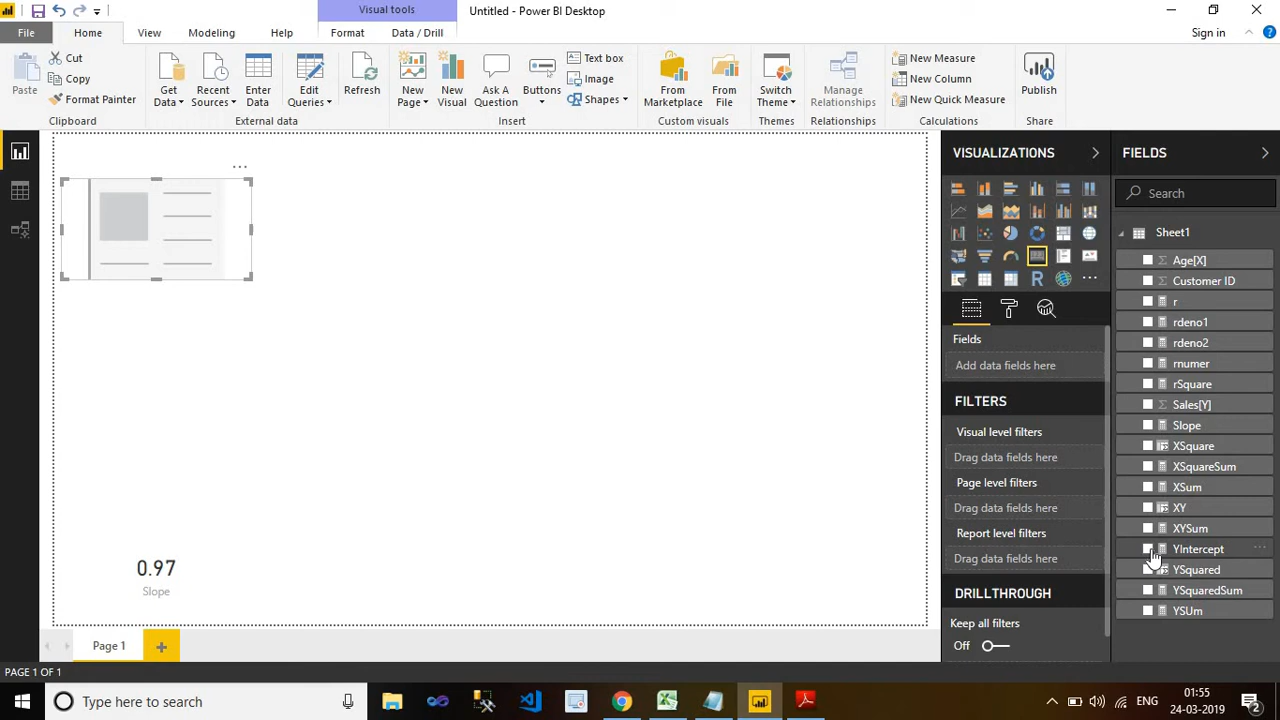 Visual tools
Untitled - Power BI Desktop
File
Home
View
Modeling
Help
Format
Data / Drill
Sign in
Paste
Cut
Copy
Format Painter
Clipboard
Get Data
Recent Sources
Enter Data
Edit Queries
Refresh
External data
New Page
New Visual
Ask A Question
Buttons
Text box
Image
Shapes
Insert
From Marketplace
From File
Custom visuals
Switch Theme
Themes
Manage Relationships
Relationships
New Measure
New Column
New Quick Measure
Calculations
Publish
Share
0.97
Slope
VISUALIZATIONS
R
Fields
Add data fields here
FILTERS
Visual level filters
Drag data fields here
Page level filters
Drag data fields here
Report level filters
Drag data fields here
DRILLTHROUGH
Keep all filters
Off
FIELDS
Search
Sheet1
Age[X]
Customer ID
r
rdeno1
rdeno2
rnumer
rSquare
Sales[Y]
Slope
XSquare
XSquareSum
XSum
XY
XYSum
YIntercept
YSquared
YSquaredSum
YSUm
Page 1
PAGE 1 OF 1
Type here to search
ENG
01:55
24-03-2019
2